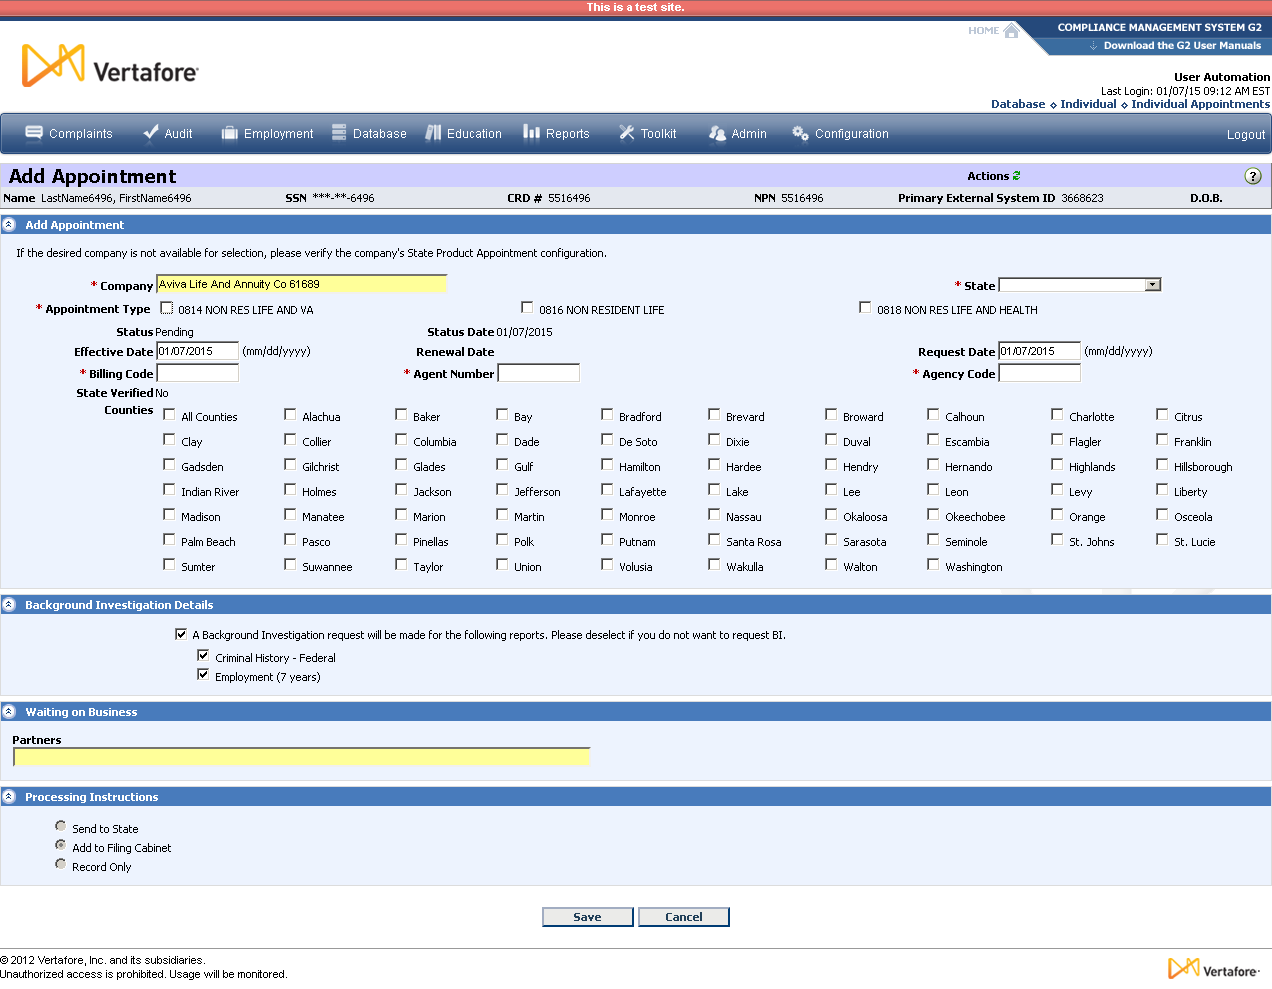 This is a test site.
HOME
COMPLIANCE MANAGEMENT SYSTEM G2
Download the G2 User Manuals
Vertafore
User Automation
Last Login: 01/07/15 09:12 AM EST
Database ◇ Individual ◇ Individual Appointments
Complaints Audit Employment Database Education Reports Toolkit Admin Configuration Logout
Add Appointment Actions ?
Name LastName6496, FirstName6496 SSN ***-**-6496 CRD # 5516496 NPN 5516496 Primary External System ID 3668623 D.O.B.
Add Appointment
If the desired company is not available for selection, please verify the company's State Product Appointment configuration.
* Company Aviva Life And Annuity Co 61689 * State
* Appointment Type 0814 NON RES LIFE AND VA 0816 NON RESIDENT LIFE 0818 NON RES LIFE AND HEALTH
Status Pending Status Date 01/07/2015
Effective Date 01/07/2015 (mm/dd/yyyy) Renewal Date Request Date 01/07/2015 (mm/dd/yyyy)
* Billing Code * Agent Number * Agency Code
State Verified No
Counties All Counties Alachua Baker Bay Bradford Brevard Broward Calhoun Charlotte Citrus
Clay Collier Columbia Dade De Soto Dixie Duval Escambia Flagler Franklin
Gadsden Gilchrist Glades Gulf Hamilton Hardee Hendry Hernando Highlands Hillsborough
Indian River Holmes Jackson Jefferson Lafayette Lake Lee Leon Levy Liberty
Madison Manatee Marion Martin Monroe Nassau Okaloosa Okeechobee Orange Osceola
Palm Beach Pasco Pinellas Polk Putnam Santa Rosa Sarasota Seminole St. Johns St. Lucie
Sumter Suwannee Taylor Union Volusia Wakulla Walton Washington
Background Investigation Details
A Background Investigation request will be made for the following reports. Please deselect if you do not want to request BI.
Criminal History - Federal
Employment (7 years)
Waiting on Business
Partners
Processing Instructions
Send to State
Add to Filing Cabinet
Record Only
Save Cancel
© 2012 Vertafore, Inc. and its subsidiaries.
Unauthorized access is prohibited. Usage will be monitored.
Vertafore